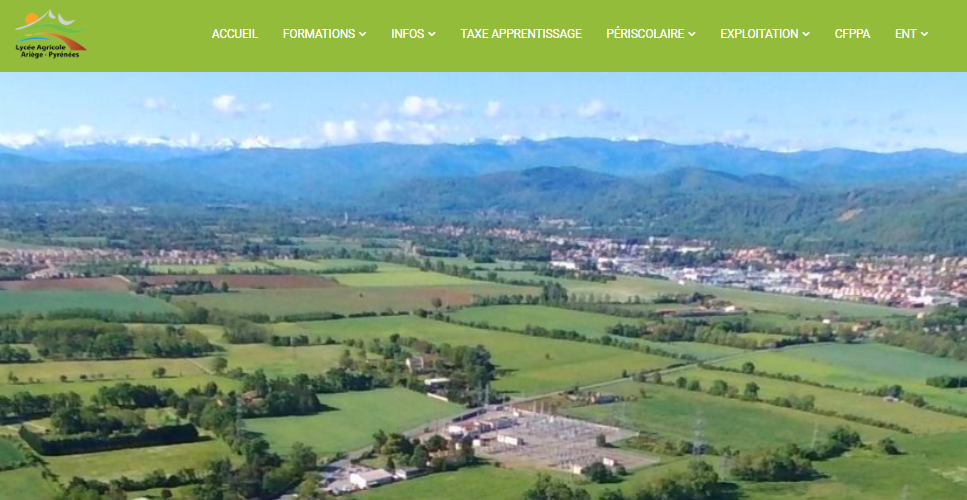 Lycée Agricole
Ariège - Pyrénées
ACCUEIL FORMATIONS INFOS TAXE APPRENTISSAGE PÉRISCOLAIRE EXPLOITATION CFPPA ENT